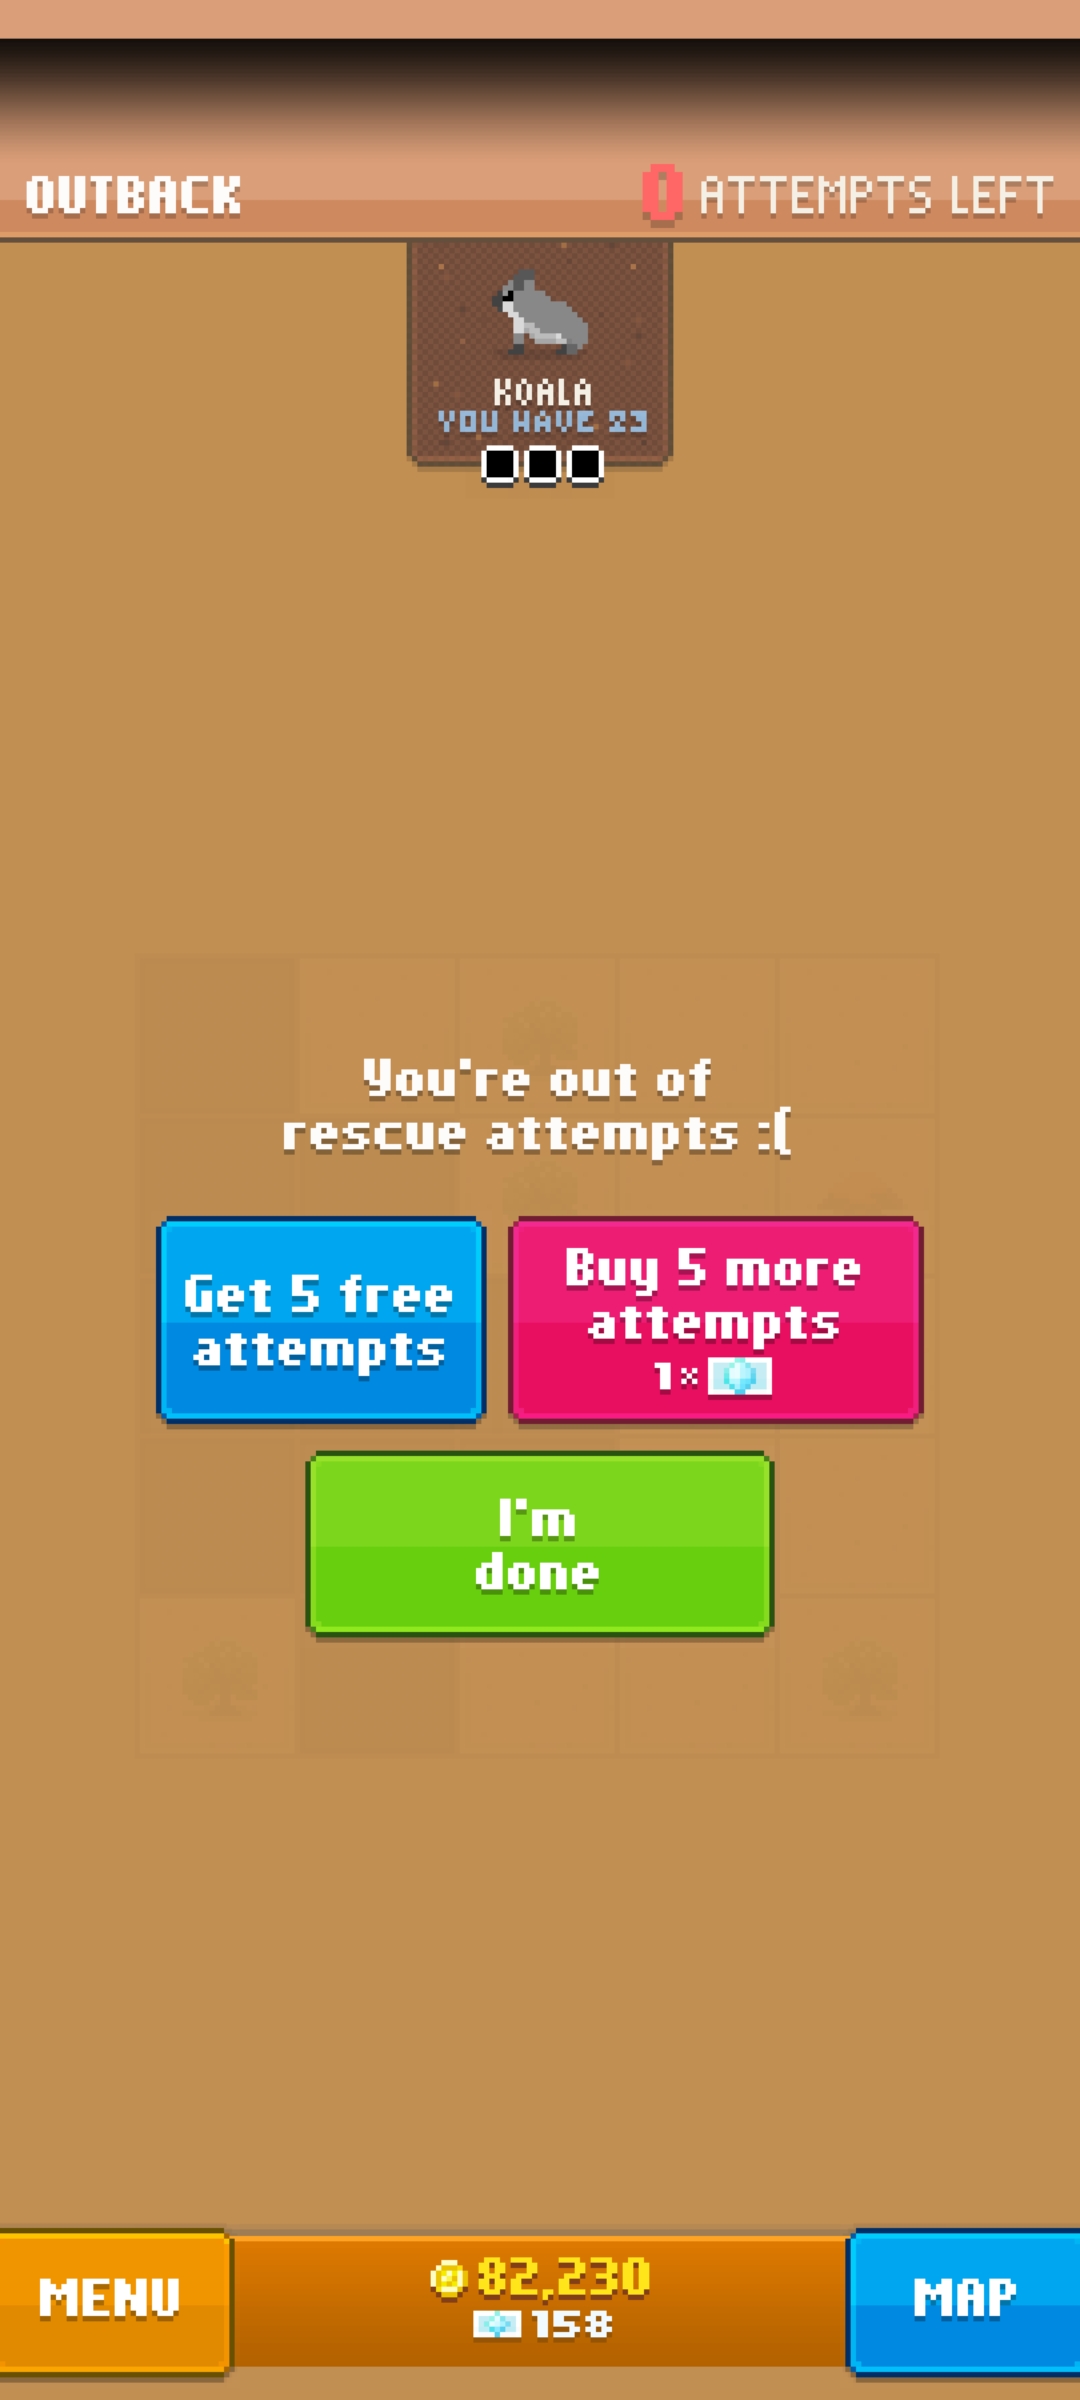 OUTBACK
0 ATTEMPTS LEFT
KOALA
YOU HAVE 23
You're out of
rescue attempts :(
Get 5 free
attempts
Buy 5 more
attempts
1×
I'm
done
MENU
82,230
158
MAP